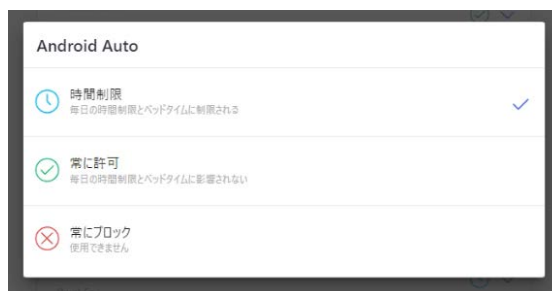 Android Auto
時間制限
毎日の時間制限とベッドタイムに制限される
常に許可
毎日の時間制限とベッドタイムに影響されない
常にブロック
使用できません